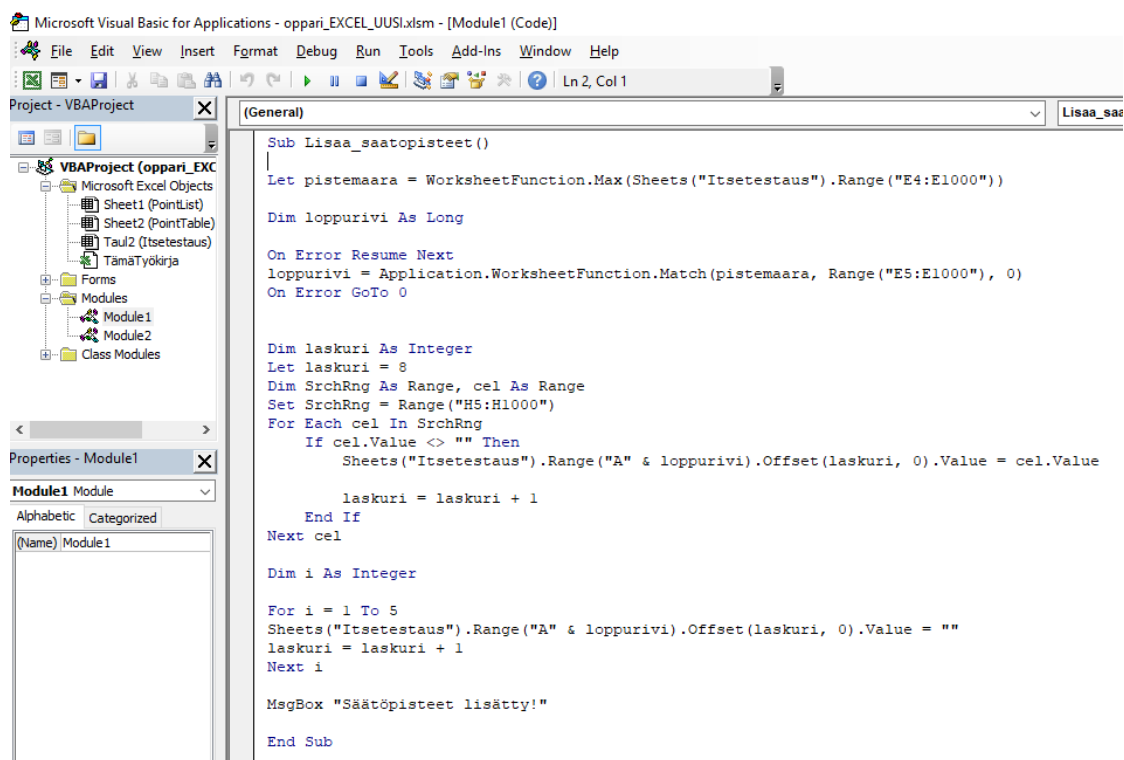 Microsoft Visual Basic for Applications - oppari_EXCEL_UUSI.xlsm - [Module1 (Code)]
File Edit View Insert Format Debug Run Tools Add-Ins Window Help
Ln 2, Col 1
Project - VBAProject
VBAProject (oppari_EXC
Microsoft Excel Objects
Sheet1 (PointList)
Sheet2 (PointTable)
Taul2 (Itsetestaus)
TämäTyökirja
Forms
Modules
Module1
Module2
Class Modules
Properties - Module1
Module1 Module
Alphabetic Categorized
(Name) Module1
(General) Lisaa_saa
Sub Lisaa_saatopisteet()
Let pistemaara = WorksheetFunction.Max(Sheets("Itsetestaus").Range("E4:E1000"))
Dim loppurivi As Long
On Error Resume Next
loppurivi = Application.WorksheetFunction.Match(pistemaara, Range("E5:E1000"), 0)
On Error GoTo 0
Dim laskuri As Integer
Let laskuri = 8
Dim SrchRng As Range, cel As Range
Set SrchRng = Range("H5:H1000")
For Each cel In SrchRng
If cel.Value <> "" Then
Sheets("Itsetestaus").Range("A" & loppurivi).Offset(laskuri, 0).Value = cel.Value
laskuri = laskuri + 1
End If
Next cel
Dim i As Integer
For i = 1 To 5
Sheets("Itsetestaus").Range("A" & loppurivi).Offset(laskuri, 0).Value = ""
laskuri = laskuri + 1
Next i
MsgBox "Säätöpisteet lisätty!"
End Sub